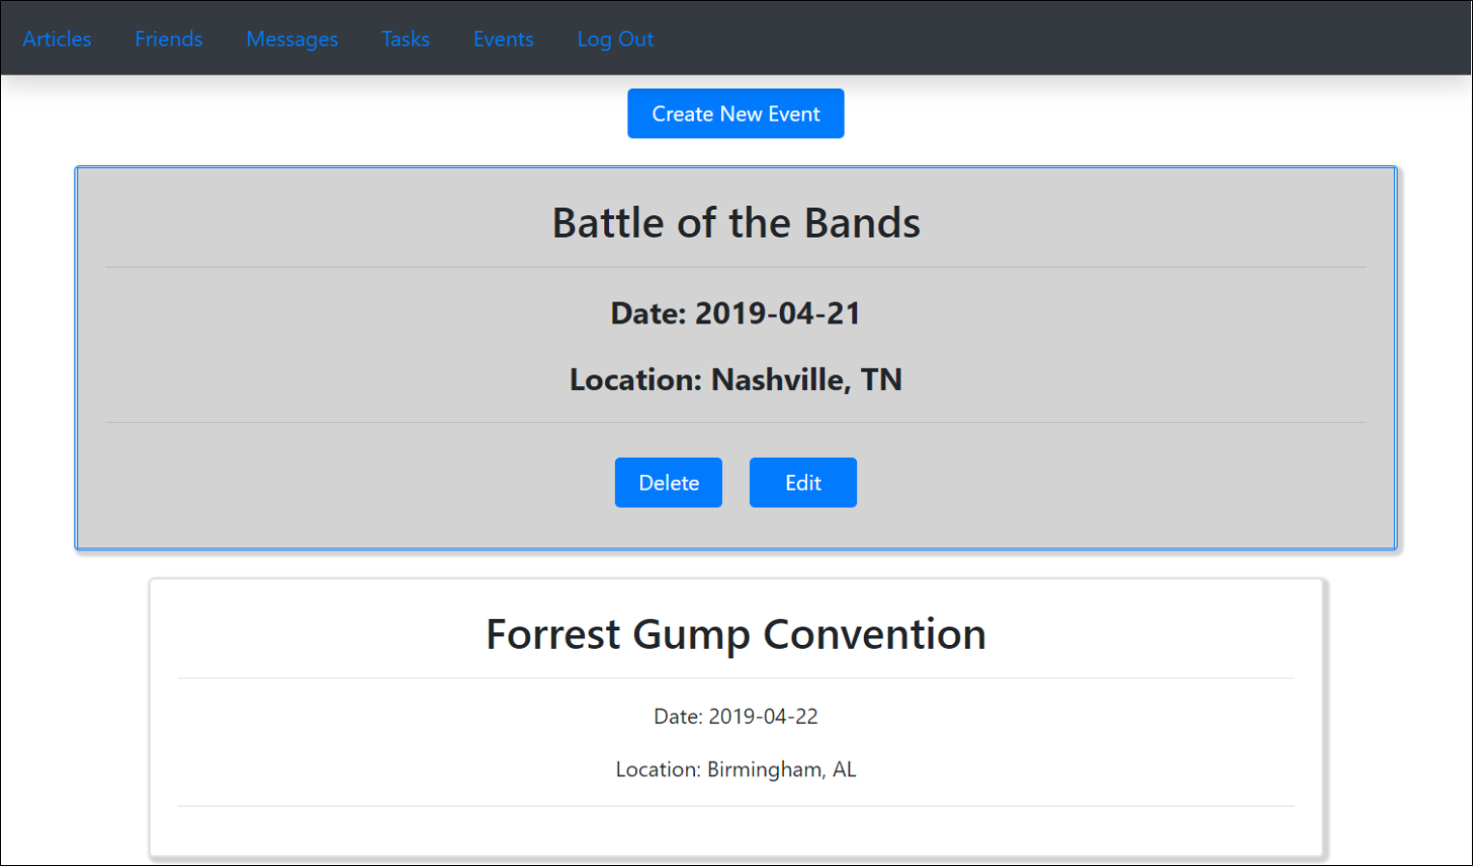 Articles Friends Messages Tasks Events Log Out
Create New Event
Battle of the Bands
Date: 2019-04-21
Location: Nashville, TN
Delete Edit
Forrest Gump Convention
Date: 2019-04-22
Location: Birmingham, AL